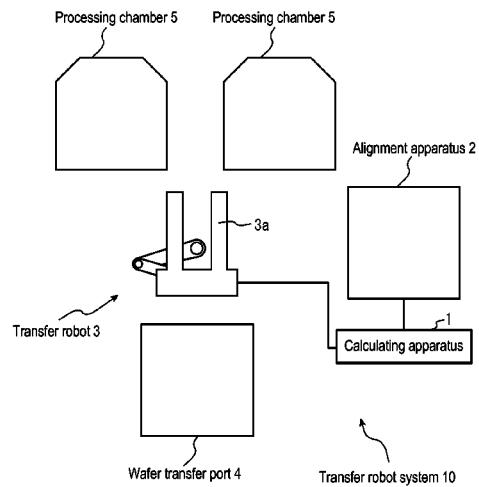 Processing chamber 5
Processing chamber 5
Alignment apparatus 2
3a
Transfer robot 3
1
Calculating apparatus
Wafer transfer port 4
Transfer robot system 10